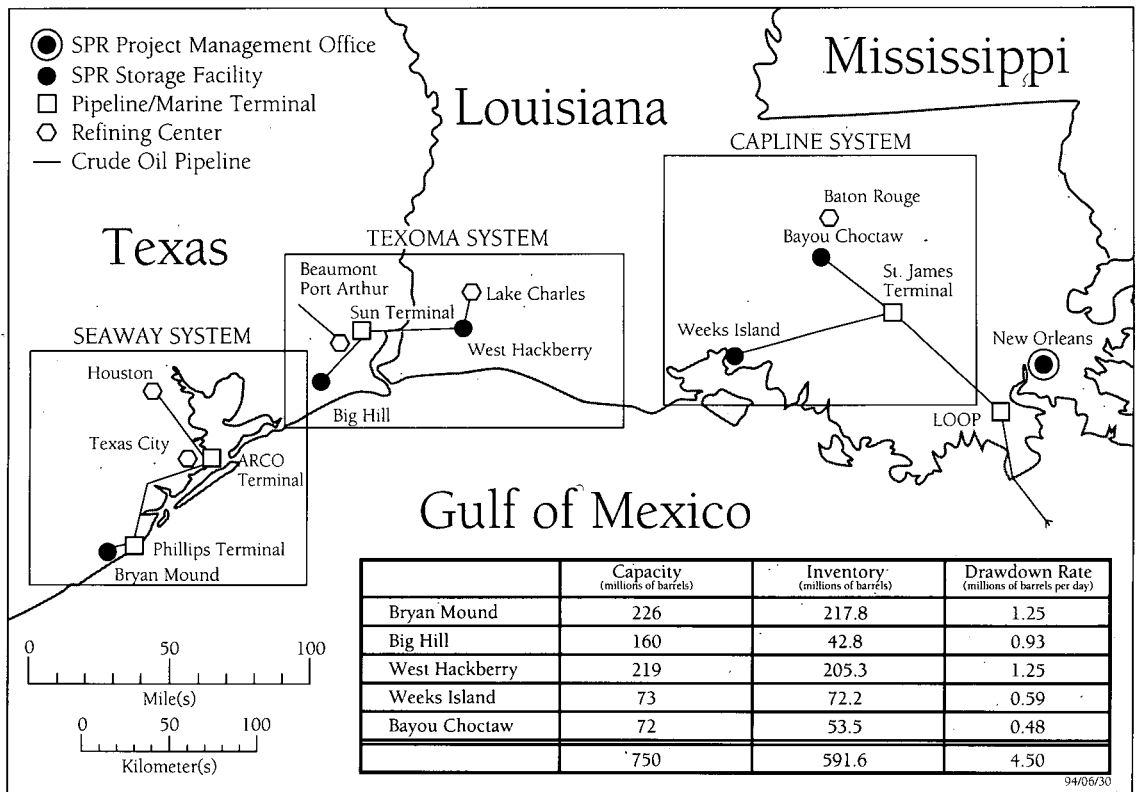 SPR Project Management Office
SPR Storage Facility
Pipeline/Marine Terminal
Refining Center
Crude Oil Pipeline
Mississippi
Louisiana
Texas
CAPLINE SYSTEM
Baton Rouge
Bayou Choctaw
St. James
Terminal
Weeks Island
New Orleans
LOOP
TEXOMA SYSTEM
Beaumont
Port Arthur
Sun Terminal
Lake Charles
West Hackberry
Big Hill
SEAWAY SYSTEM
Houston
Texas City
ARCO
Terminal
Phillips Terminal
Bryan Mound
Gulf of Mexico
0 50 100
Mile(s)
0 50 100
Kilometer(s)
Capacity Inventory Drawdown Rate
(millions of barrels) (millions of barrels) (millions of barrels per day)
Bryan Mound 226 217.8 1.25
Big Hill 160 42.8 0.93
West Hackberry 219 205.3 1.25
Weeks Island 73 72.2 0.59
Bayou Choctaw 72 53.5 0.48
750 591.6 4.50
94/06/30